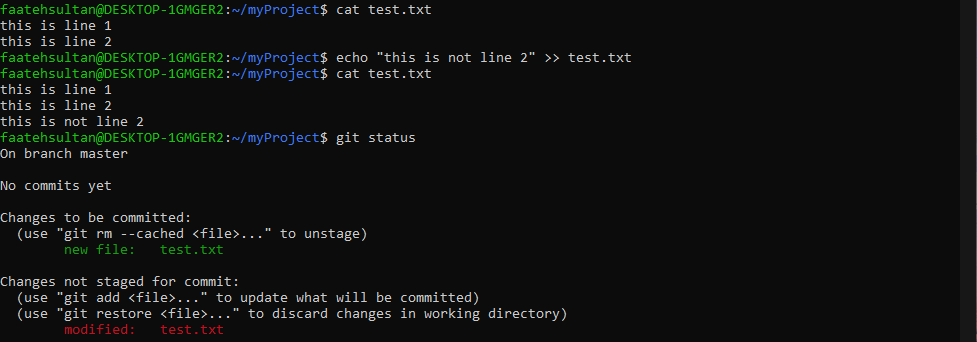 faatehsultan@DESKTOP-1GMGER2:~/myProject$ cat test.txt
this is line 1
this is line 2
faatehsultan@DESKTOP-1GMGER2:~/myProject$ echo "this is not line 2" >> test.txt
faatehsultan@DESKTOP-1GMGER2:~/myProject$ cat test.txt
this is line 1
this is line 2
this is not line 2
faatehsultan@DESKTOP-1GMGER2:~/myProject$ git status
On branch master

No commits yet

Changes to be committed:
  (use "git rm --cached <file>..." to unstage)
        new file:   test.txt

Changes not staged for commit:
  (use "git add <file>..." to update what will be committed)
  (use "git restore <file>..." to discard changes in working directory)
        modified:   test.txt